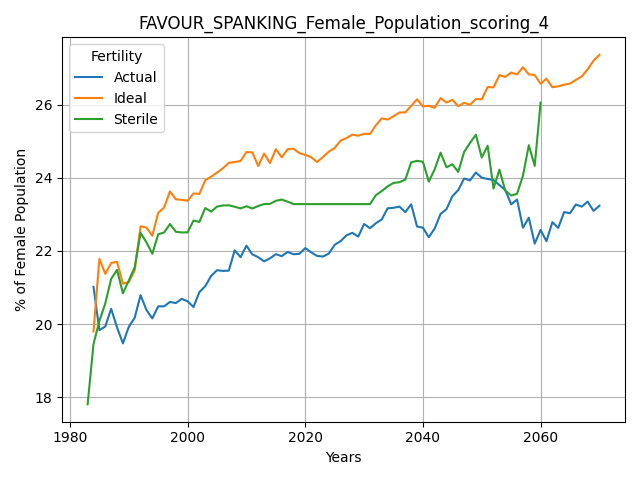 FAVOUR_SPANKING_Female_Population_scoring_4
Fertility
Actual
Ideal
Sterile
% of Female Population
26
24
22
20
18
1980
2000
2020
2040
2060
Years